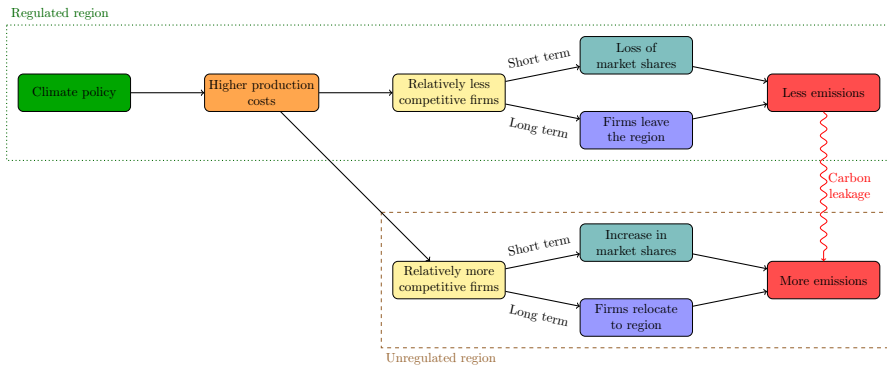 Regulated region
Climate policy
Higher production
costs
Relatively less
competitive firms
Short term
Long term
Loss of
market shares
Firms leave
the region
Less emissions
Carbon
leakage
Relatively more
competitive firms
Short term
Long term
Increase in
market shares
Firms relocate
to region
More emissions
Unregulated region